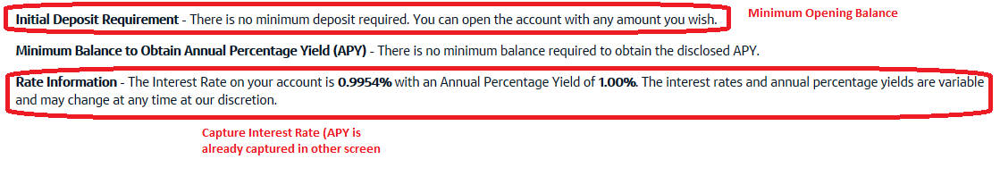 Initial Deposit Requirement - There is no minimum deposit required. You can open the account with any amount you wish.
Minimum Opening Balance
Minimum Balance to Obtain Annual Percentage Yield (APY) - There is no minimum balance required to obtain the disclosed APY.
Rate Information - The Interest Rate on your account is 0.9954% with an Annual Percentage Yield of 1.00%. The interest rates and annual percentage yields are variable
and may change at any time at our discretion.
Capture Interest Rate (APY is
already captured in other screen